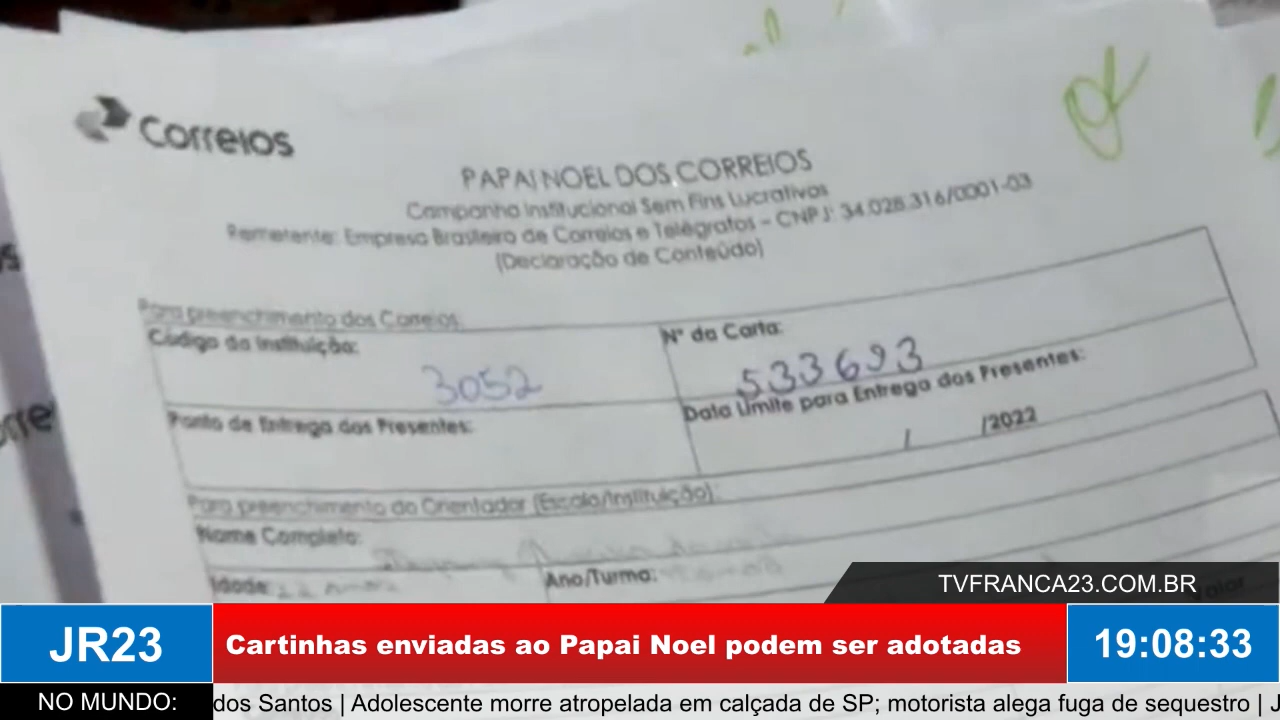 Correios
PAPAI NOEL DOS CORREIOS
Campanha Institucional Sem Fins Lucrativos
Remetente: Empresa Brasileira de Correios e Telégrafos – CNPJ: 34.028.316/0001-03
(Declaração de Conteúdo)
Para preenchimento dos Correios:
Código da Instituição: 3052
Nº da Carta: 533693
Ponto de Entrega dos Presentes:
Data Limite para Entrega dos Presentes:
/ /2022
Para preenchimento do Orientador (Escola/Instituição):
Nome Completo:
Idade:
Ano/Turma:
Valor
TVFRANCA23.COM.BR
JR23
Cartinhas enviadas ao Papai Noel podem ser adotadas
19:08:33
NO MUNDO:
dos Santos | Adolescente morre atropelada em calçada de SP; motorista alega fuga de sequestro | J